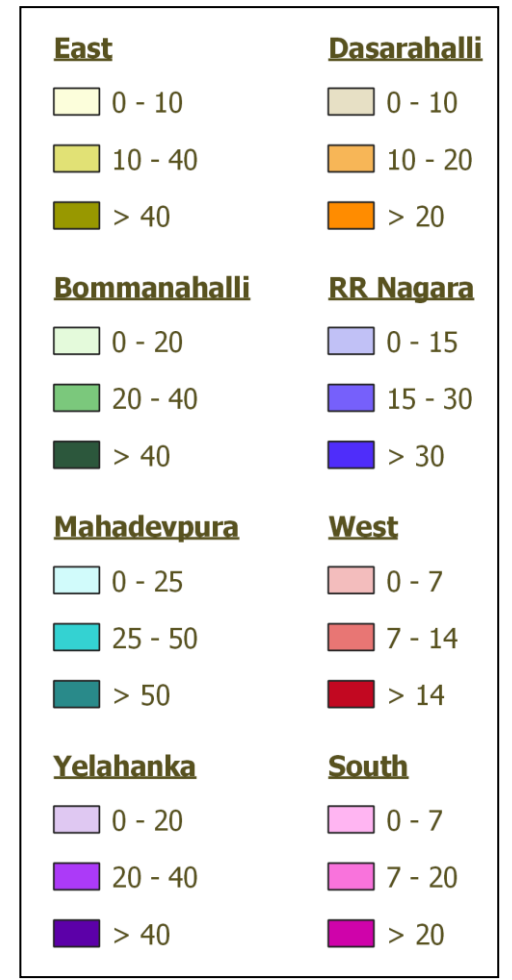 East
0 - 10
10 - 40
> 40
Bommanahalli
0 - 20
20 - 40
> 40
Mahadevpura
0 - 25
25 - 50
> 50
Yelahanka
0 - 20
20 - 40
> 40
Dasarahalli
0 - 10
10 - 20
> 20
RR Nagara
0 - 15
15 - 30
> 30
West
0 - 7
7 - 14
> 14
South
0 - 7
7 - 20
> 20